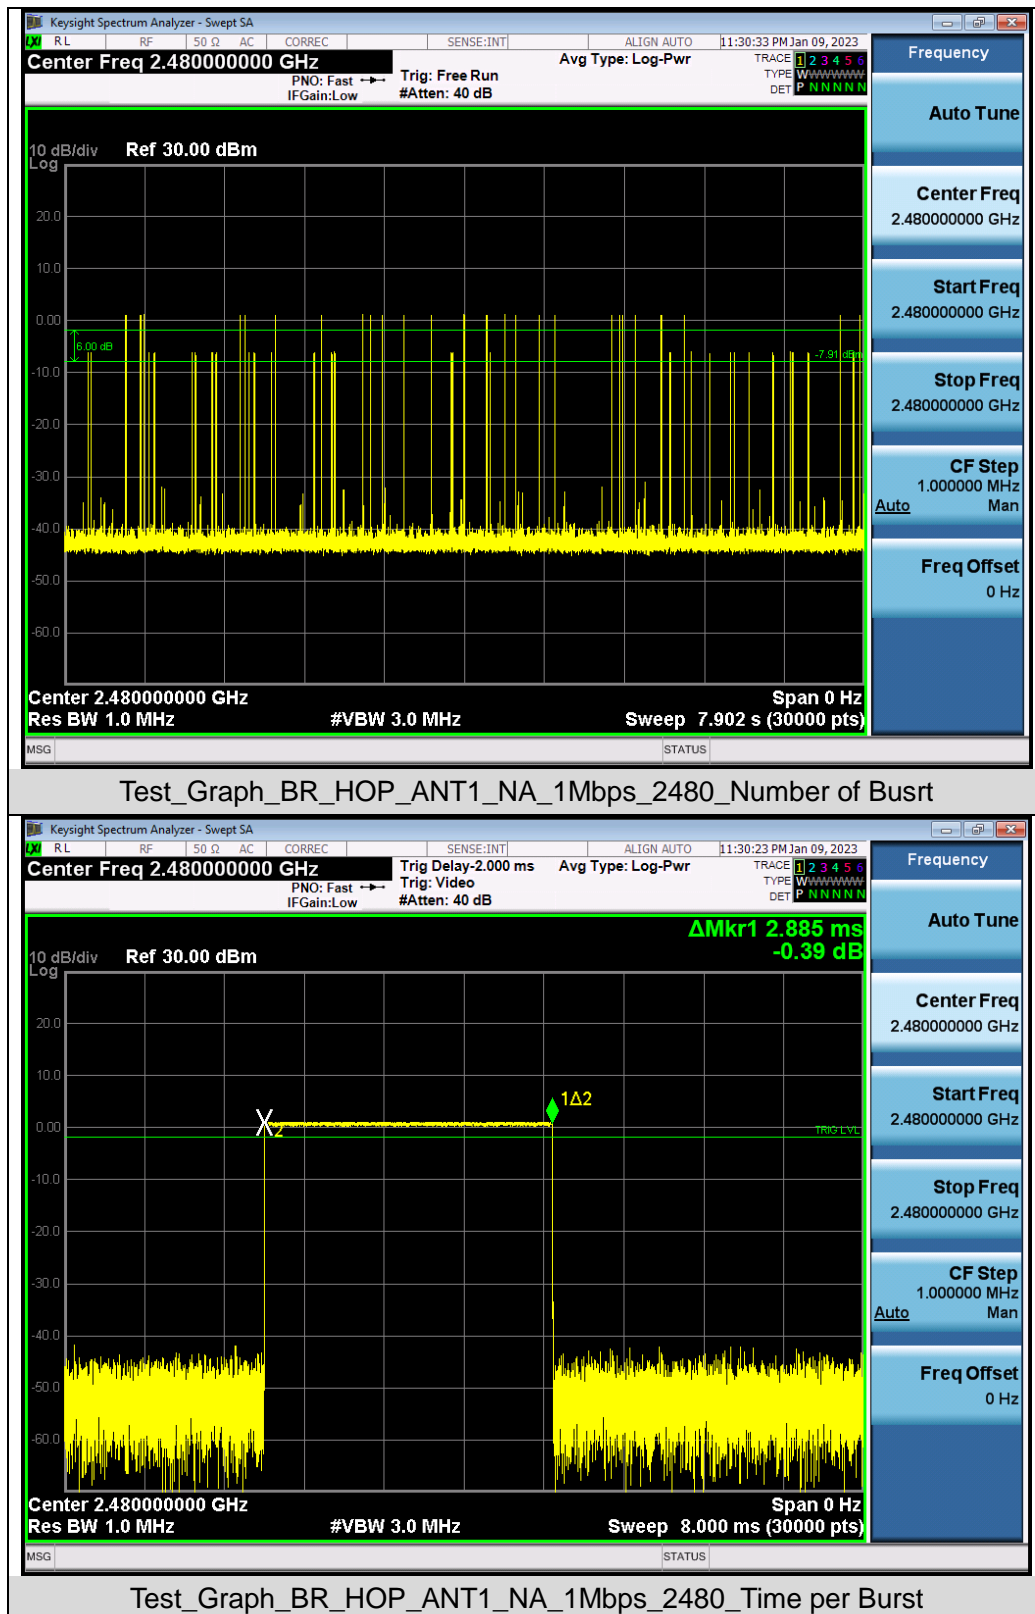 Keysight Spectrum Analyzer - Swept SA
LXI RL RF 50 Ω AC CORREC SENSE:INT ALIGN AUTO 11:30:33 PM Jan 09, 2023
Center Freq 2.480000000 GHz
PNO: Fast
IFGain:Low
Trig: Free Run
#Atten: 40 dB
Avg Type: Log-Pwr
TRACE 1 2 3 4 5 6
TYPE WWWWWW
DET P N N N N N
10 dB/div
Log
Ref 30.00 dBm
20.0
10.0
0.00
-10.0
-20.0
-30.0
-40.0
-50.0
-60.0
6.00 dB
-7.91 dBm
Center 2.480000000 GHz
Span 0 Hz
Res BW 1.0 MHz
#VBW 3.0 MHz
Sweep 7.902 s (30000 pts)
MSG
STATUS
Frequency
Auto Tune
Center Freq
2.480000000 GHz
Start Freq
2.480000000 GHz
Stop Freq
2.480000000 GHz
CF Step
1.000000 MHz
Auto Man
Freq Offset
0 Hz
Test_Graph_BR_HOP_ANT1_NA_1Mbps_2480_Number of Busrt
Keysight Spectrum Analyzer - Swept SA
LXI RL RF 50 Ω AC CORREC SENSE:INT ALIGN AUTO 11:30:23 PM Jan 09, 2023
Center Freq 2.480000000 GHz
PNO: Fast
IFGain:Low
Trig Delay-2.000 ms
Trig: Video
#Atten: 40 dB
Avg Type: Log-Pwr
TRACE 1 2 3 4 5 6
TYPE WWWWWW
DET P N N N N N
ΔMkr1 2.885 ms
-0.39 dB
10 dB/div
Log
Ref 30.00 dBm
20.0
10.0
0.00
-10.0
-20.0
-30.0
-40.0
-50.0
-60.0
1Δ2
2
TRIG LVL
Center 2.480000000 GHz
Span 0 Hz
Res BW 1.0 MHz
#VBW 3.0 MHz
Sweep 8.000 ms (30000 pts)
MSG
STATUS
Frequency
Auto Tune
Center Freq
2.480000000 GHz
Start Freq
2.480000000 GHz
Stop Freq
2.480000000 GHz
CF Step
1.000000 MHz
Auto Man
Freq Offset
0 Hz
Test_Graph_BR_HOP_ANT1_NA_1Mbps_2480_Time per Burst